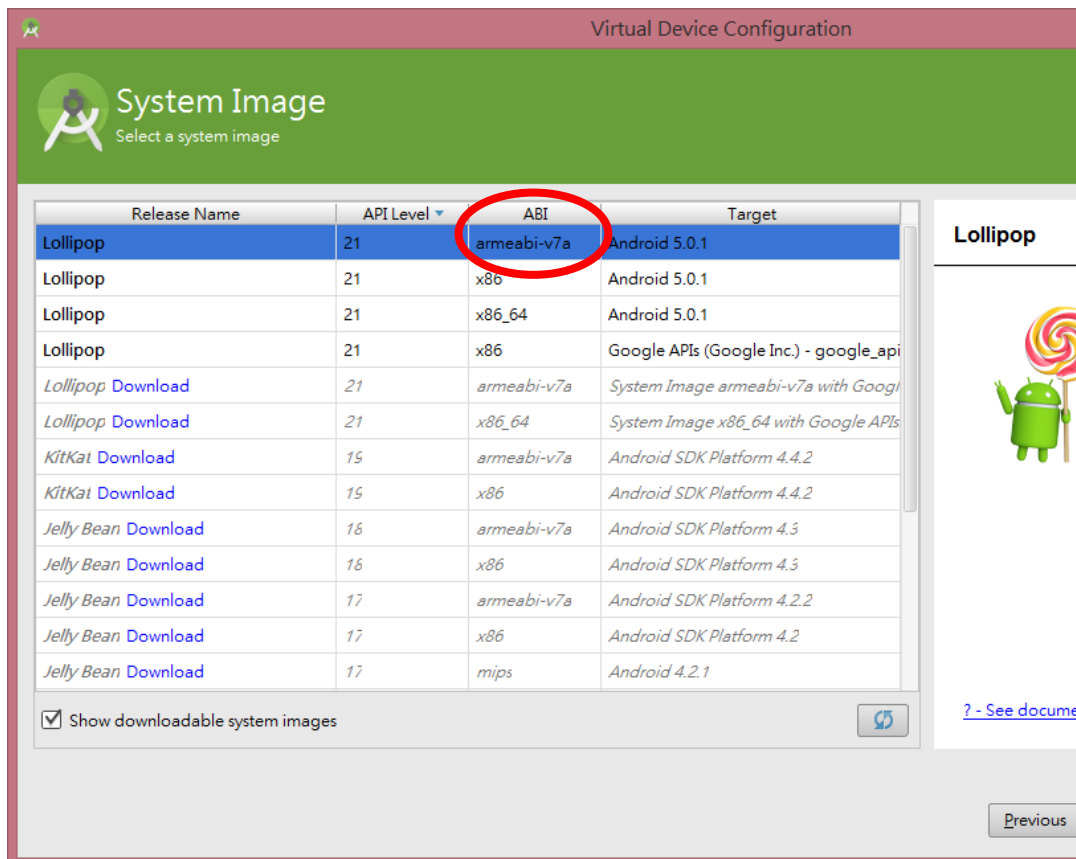 Virtual Device Configuration
System Image
Select a system image
Release Name API Level ABI Target
Lollipop 21 armeabi-v7a Android 5.0.1
Lollipop 21 x86 Android 5.0.1
Lollipop 21 x86_64 Android 5.0.1
Lollipop 21 x86 Google APIs (Google Inc.) - google_api
Lollipop Download 21 armeabi-v7a System Image armeabi-v7a with Googl
Lollipop Download 21 x86_64 System Image x86_64 with Google APIs
KitKat Download 19 armeabi-v7a Android SDK Platform 4.4.2
KitKat Download 19 x86 Android SDK Platform 4.4.2
Jelly Bean Download 18 armeabi-v7a Android SDK Platform 4.3
Jelly Bean Download 18 x86 Android SDK Platform 4.3
Jelly Bean Download 17 armeabi-v7a Android SDK Platform 4.2.2
Jelly Bean Download 17 x86 Android SDK Platform 4.2
Jelly Bean Download 17 mips Android 4.2.1
Show downloadable system images
Lollipop
? - See docume
Previous